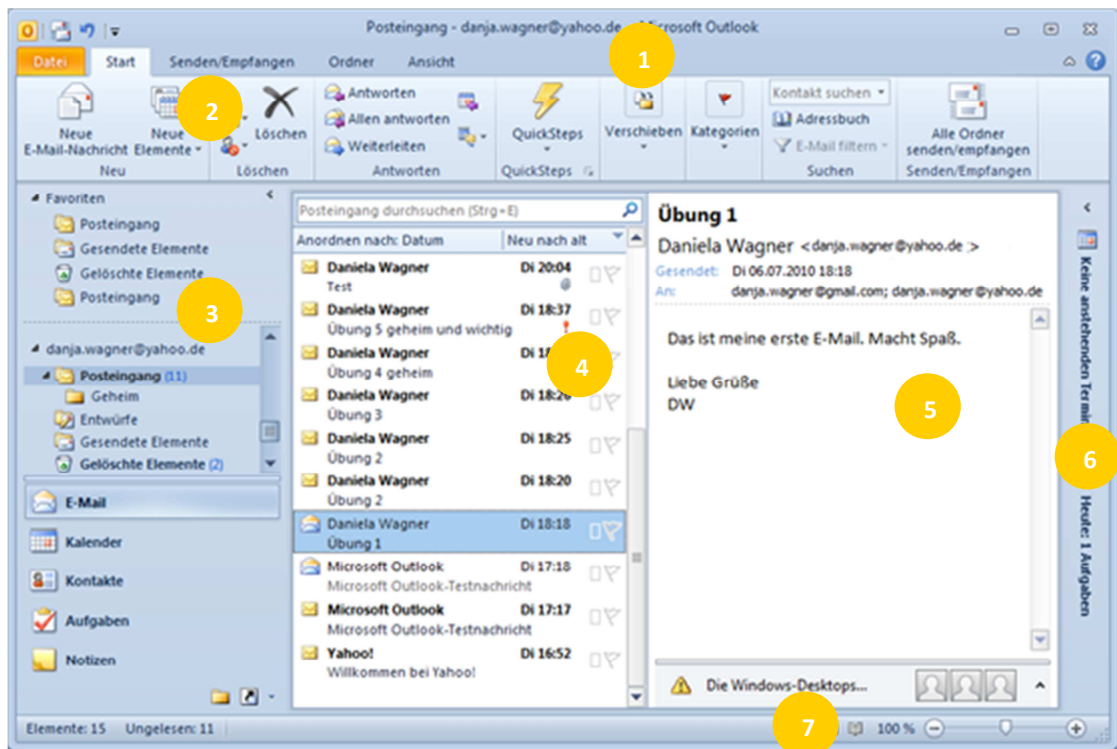 Posteingang - danja.wagner@yahoo.de Microsoft Outlook
1
Datei Start Senden/Empfangen Ordner Ansicht
2
Neue E-Mail-Nachricht
Neue Elemente
Neu
Löschen
Löschen
Antworten
Allen antworten
Weiterleiten
Antworten
QuickSteps
QuickSteps
Verschieben
Kategorien
Kontakt suchen
Adressbuch
E-Mail filtern
Suchen
Alle Ordner
senden/empfangen
Senden/Empfangen
Favoriten
Posteingang
Gesendete Elemente
Gelöschte Elemente
Posteingang
3
danja.wagner@yahoo.de
Posteingang (11)
Geheim
Entwürfe
Gesendete Elemente
Gelöschte Elemente (2)
E-Mail
Kalender
Kontakte
Aufgaben
Notizen
Posteingang durchsuchen (Strg+E)
Anordnen nach: Datum Neu nach alt
Daniela Wagner Di 20:04
Test
Daniela Wagner Di 18:37
Übung 5 geheim und wichtig
Daniela Wagner Di
Übung 4 geheim
4
Daniela Wagner Di 18:26
Übung 3
Daniela Wagner Di 18:25
Übung 2
Daniela Wagner Di 18:20
Übung 2
Daniela Wagner Di 18:18
Übung 1
Microsoft Outlook Di 17:18
Microsoft Outlook-Testnachricht
Microsoft Outlook Di 17:17
Microsoft Outlook-Testnachricht
Yahoo! Di 16:52
Willkommen bei Yahoo!
Übung 1
Daniela Wagner <danja.wagner@yahoo.de>
Gesendet: Di 06.07.2010 18:18
An: danja.wagner@gmail.com; danja.wagner@yahoo.de
Das ist meine erste E-Mail. Macht Spaß.
Liebe Grüße
DW
5
Die Windows-Desktops...
Keine anstehenden
6
Heute: 1 Aufgaben
Elemente: 15 Ungelesen: 11
7
100 %